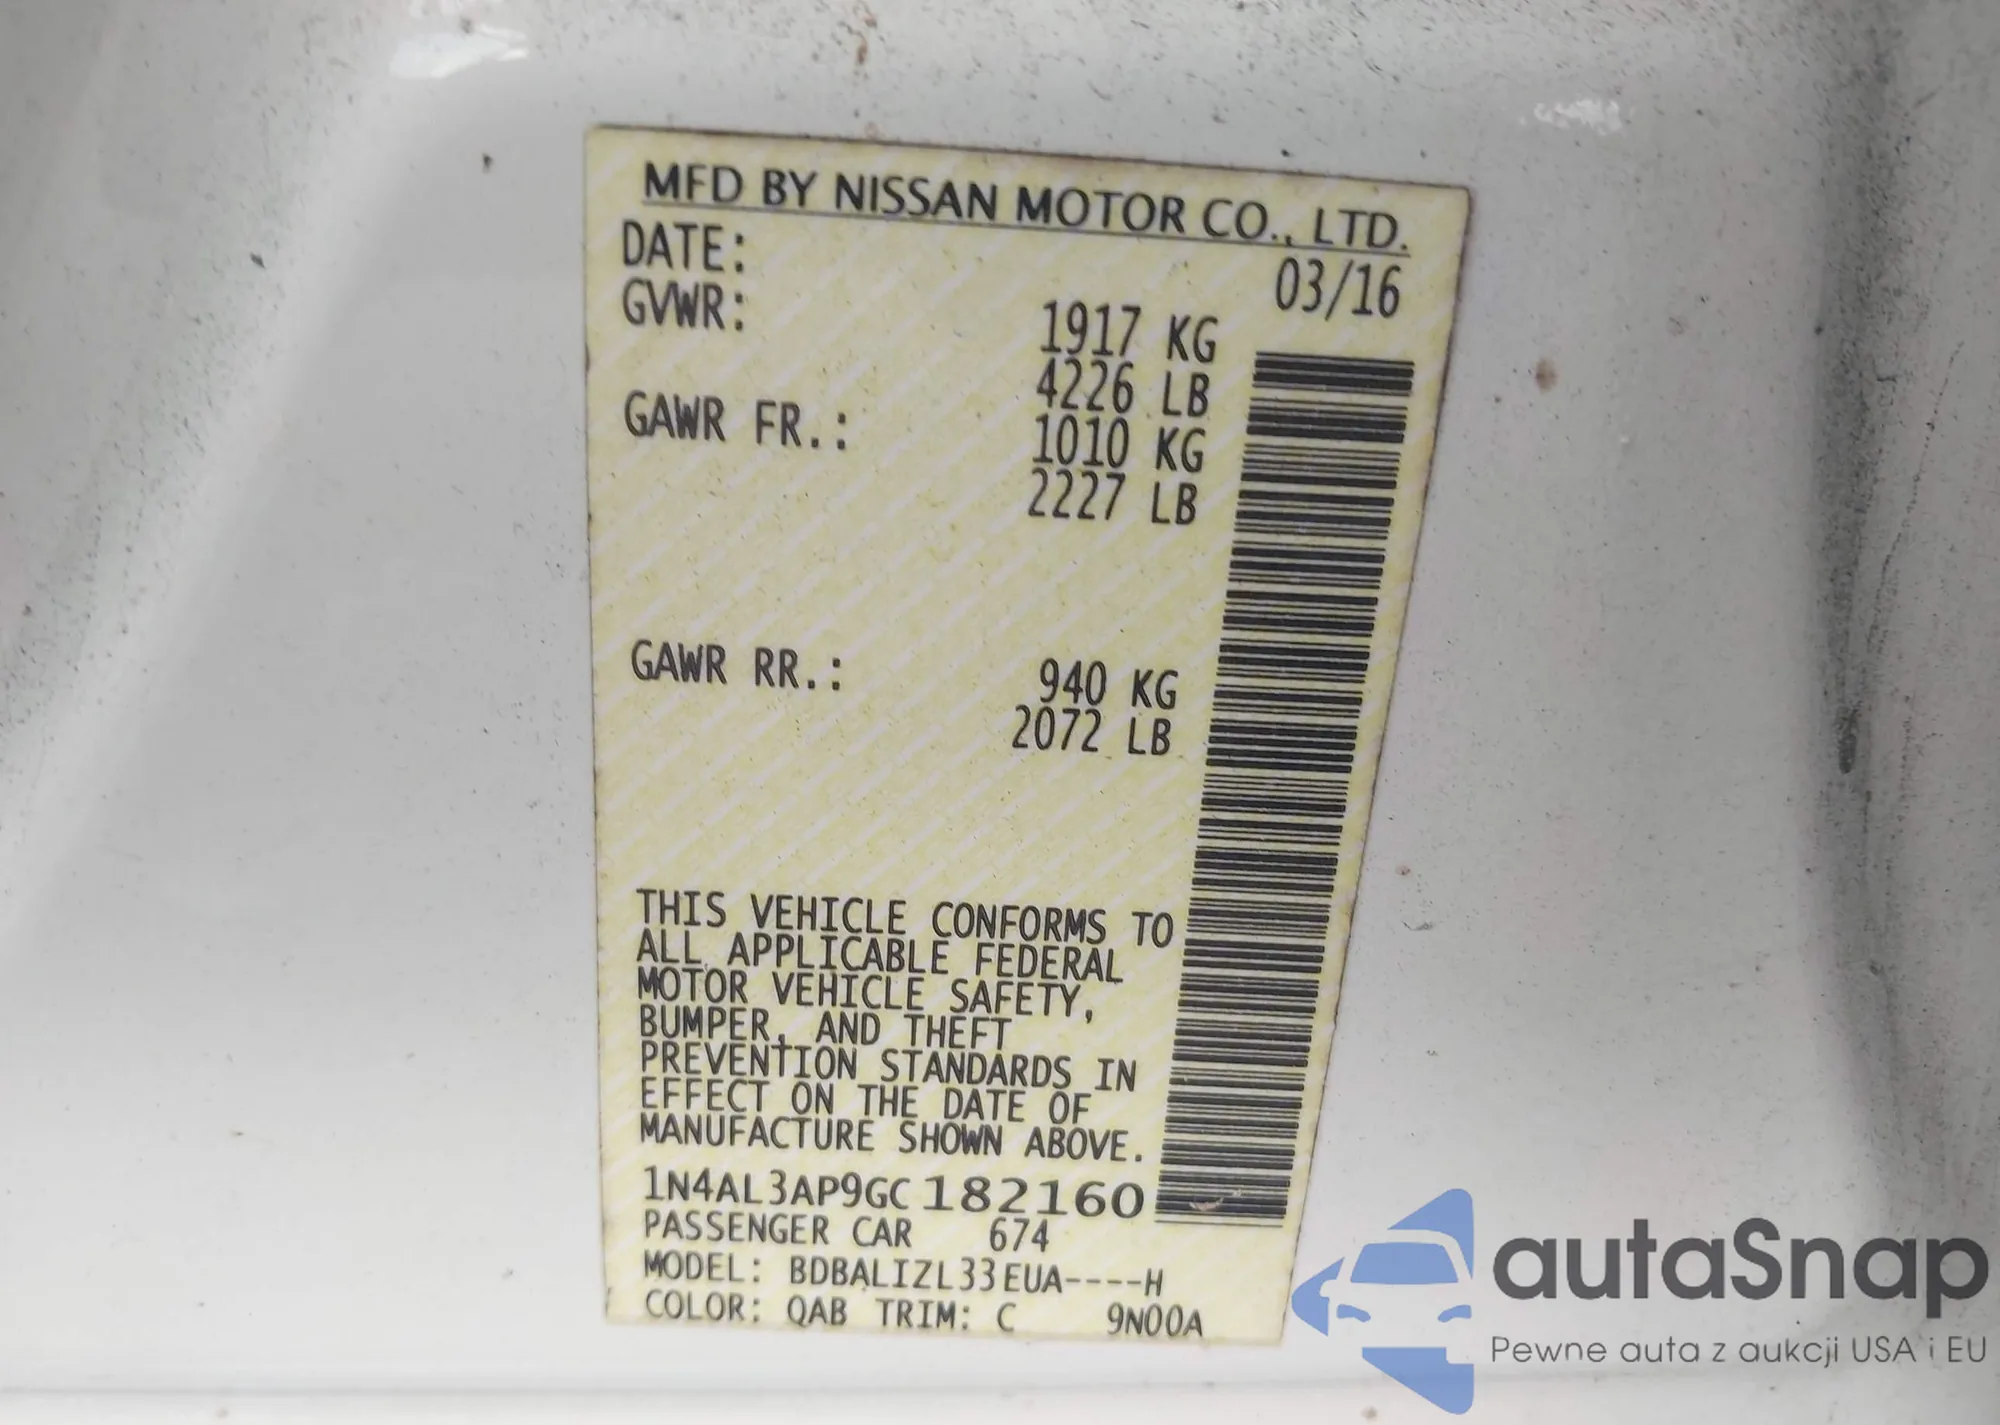 MFD BY NISSAN MOTOR CO., LTD.
DATE: 03/16
GVWR: 1917 KG
4226 LB
GAWR FR.: 1010 KG
2227 LB
GAWR RR.: 940 KG
2072 LB
THIS VEHICLE CONFORMS TO
ALL APPLICABLE FEDERAL
MOTOR VEHICLE SAFETY,
BUMPER, AND THEFT
PREVENTION STANDARDS IN
EFFECT ON THE DATE OF
MANUFACTURE SHOWN ABOVE.
1N4AL3AP9GC182160
PASSENGER CAR 674
MODEL: BDBALIZL33EUA----H
COLOR: QAB TRIM: C 9N00A
autaSnap
Pewne auta z aukcji USA i EU